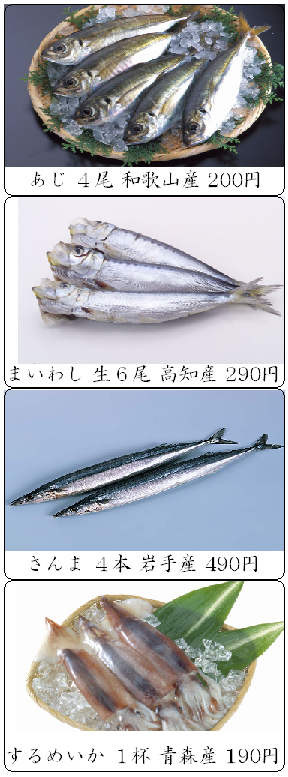 あじ 4尾 和歌山産 200円
まいわし 生6尾 高知産 290円
さんま 4本 岩手産 490円
するめいか 1杯 青森産 190円